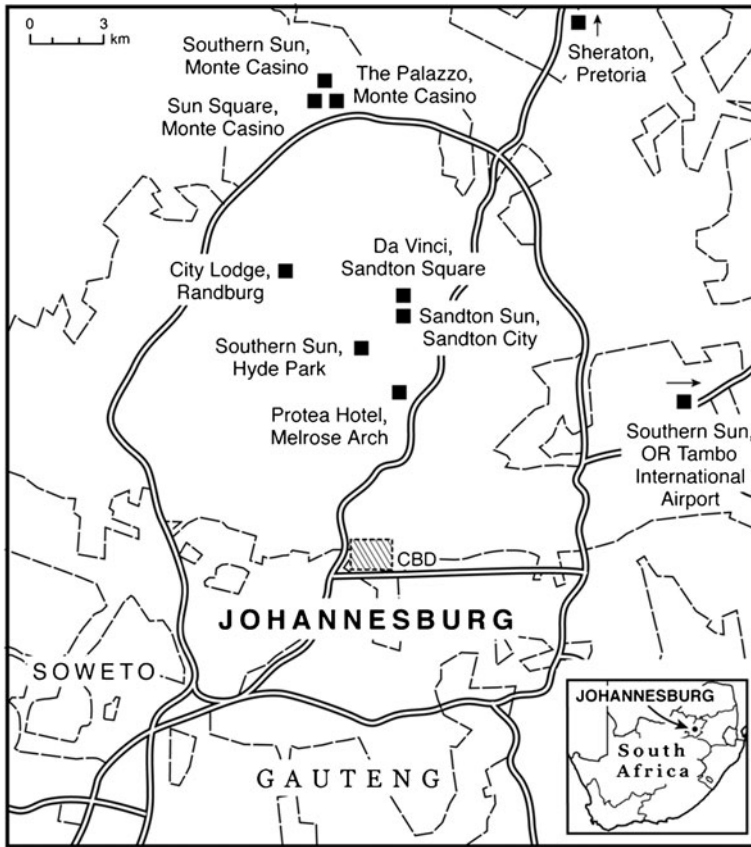 0 3
km
Southern Sun,
Monte Casino
The Palazzo,
Monte Casino
Sun Square,
Monte Casino
Sheraton,
Pretoria
Da Vinci,
Sandton Square
City Lodge,
Randburg
Sandton Sun,
Sandton City
Southern Sun,
Hyde Park
Protea Hotel,
Melrose Arch
Southern Sun,
OR Tambo
International
Airport
CBD
JOHANNESBURG
SOWETO
GAUTENG
JOHANNESBURG
South
Africa